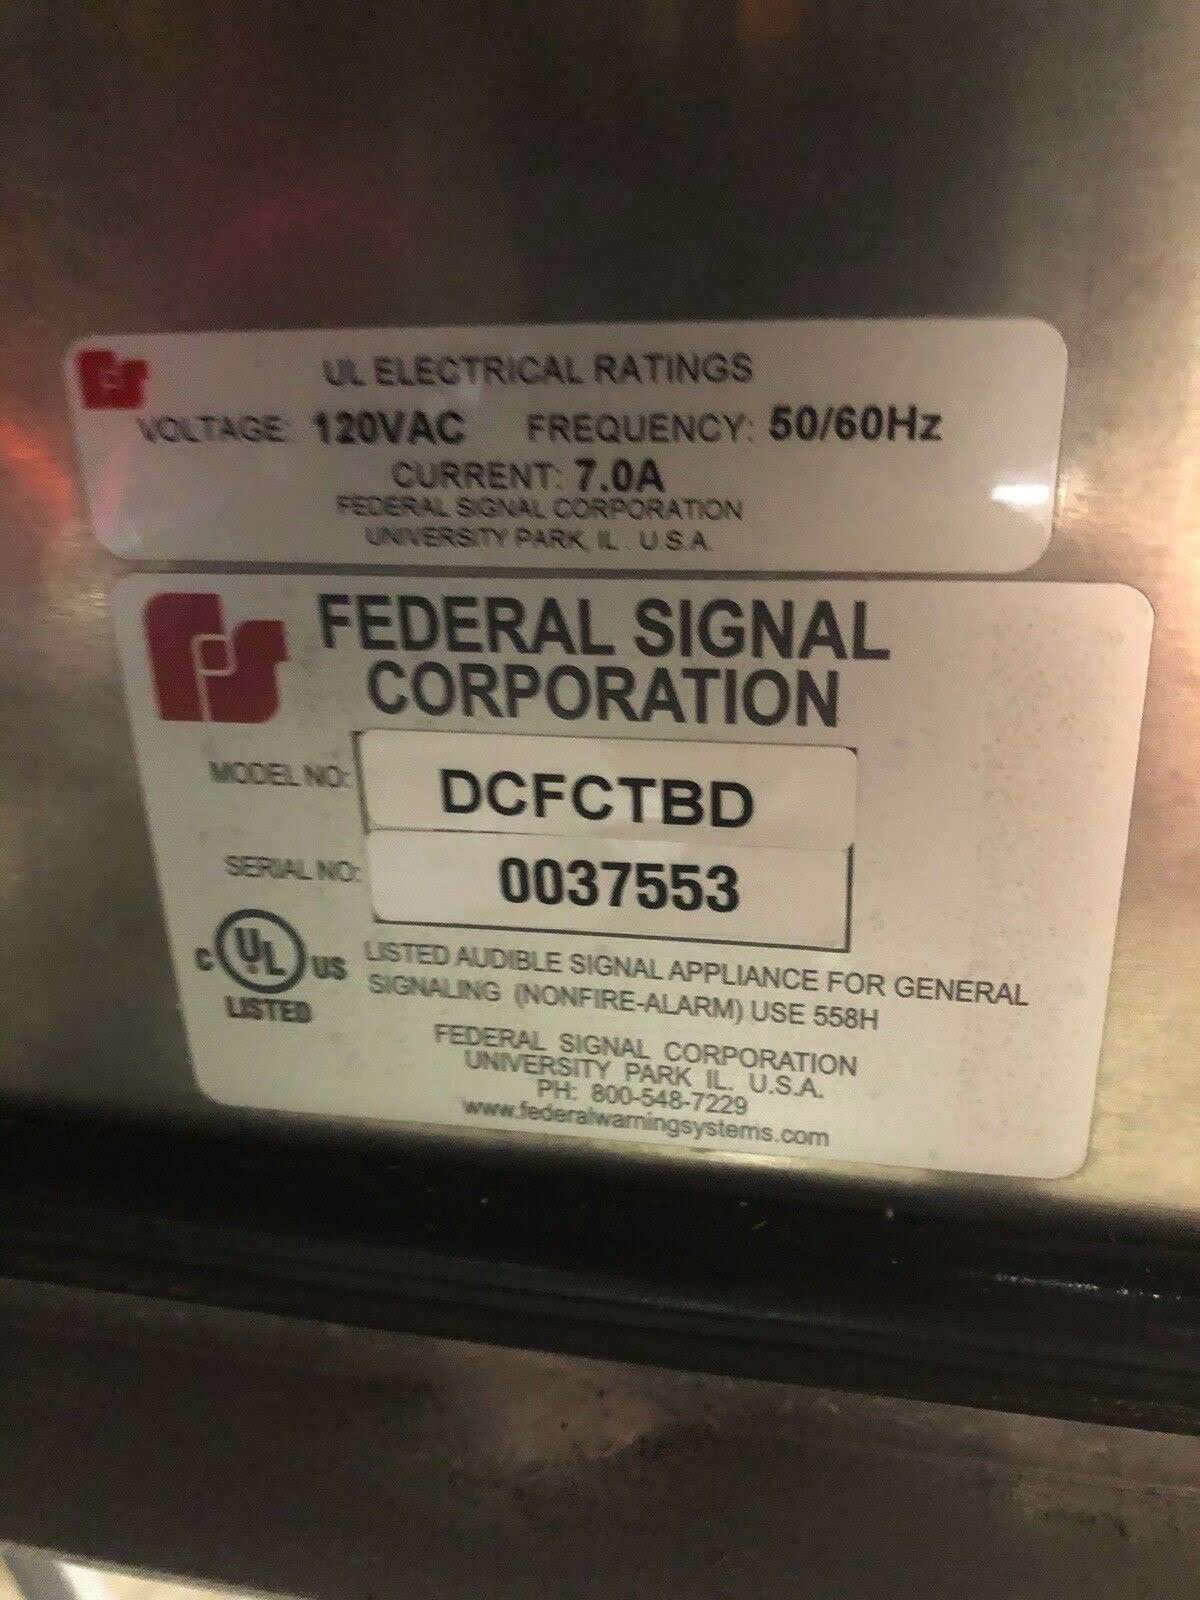 FS
UL ELECTRICAL RATINGS
VOLTAGE: 120VAC FREQUENCY: 50/60Hz
CURRENT: 7.0A
FEDERAL SIGNAL CORPORATION
UNIVERSITY PARK, IL. U.S.A.
FS
FEDERAL SIGNAL
CORPORATION
MODEL NO: DCFCTBD
SERIAL NO: 0037553
C UL US
LISTED
LISTED AUDIBLE SIGNAL APPLIANCE FOR GENERAL
SIGNALING (NONFIRE-ALARM) USE 558H
FEDERAL SIGNAL CORPORATION
UNIVERSITY PARK IL. U.S.A.
PH: 800-548-7229
www.federalwarningsystems.com